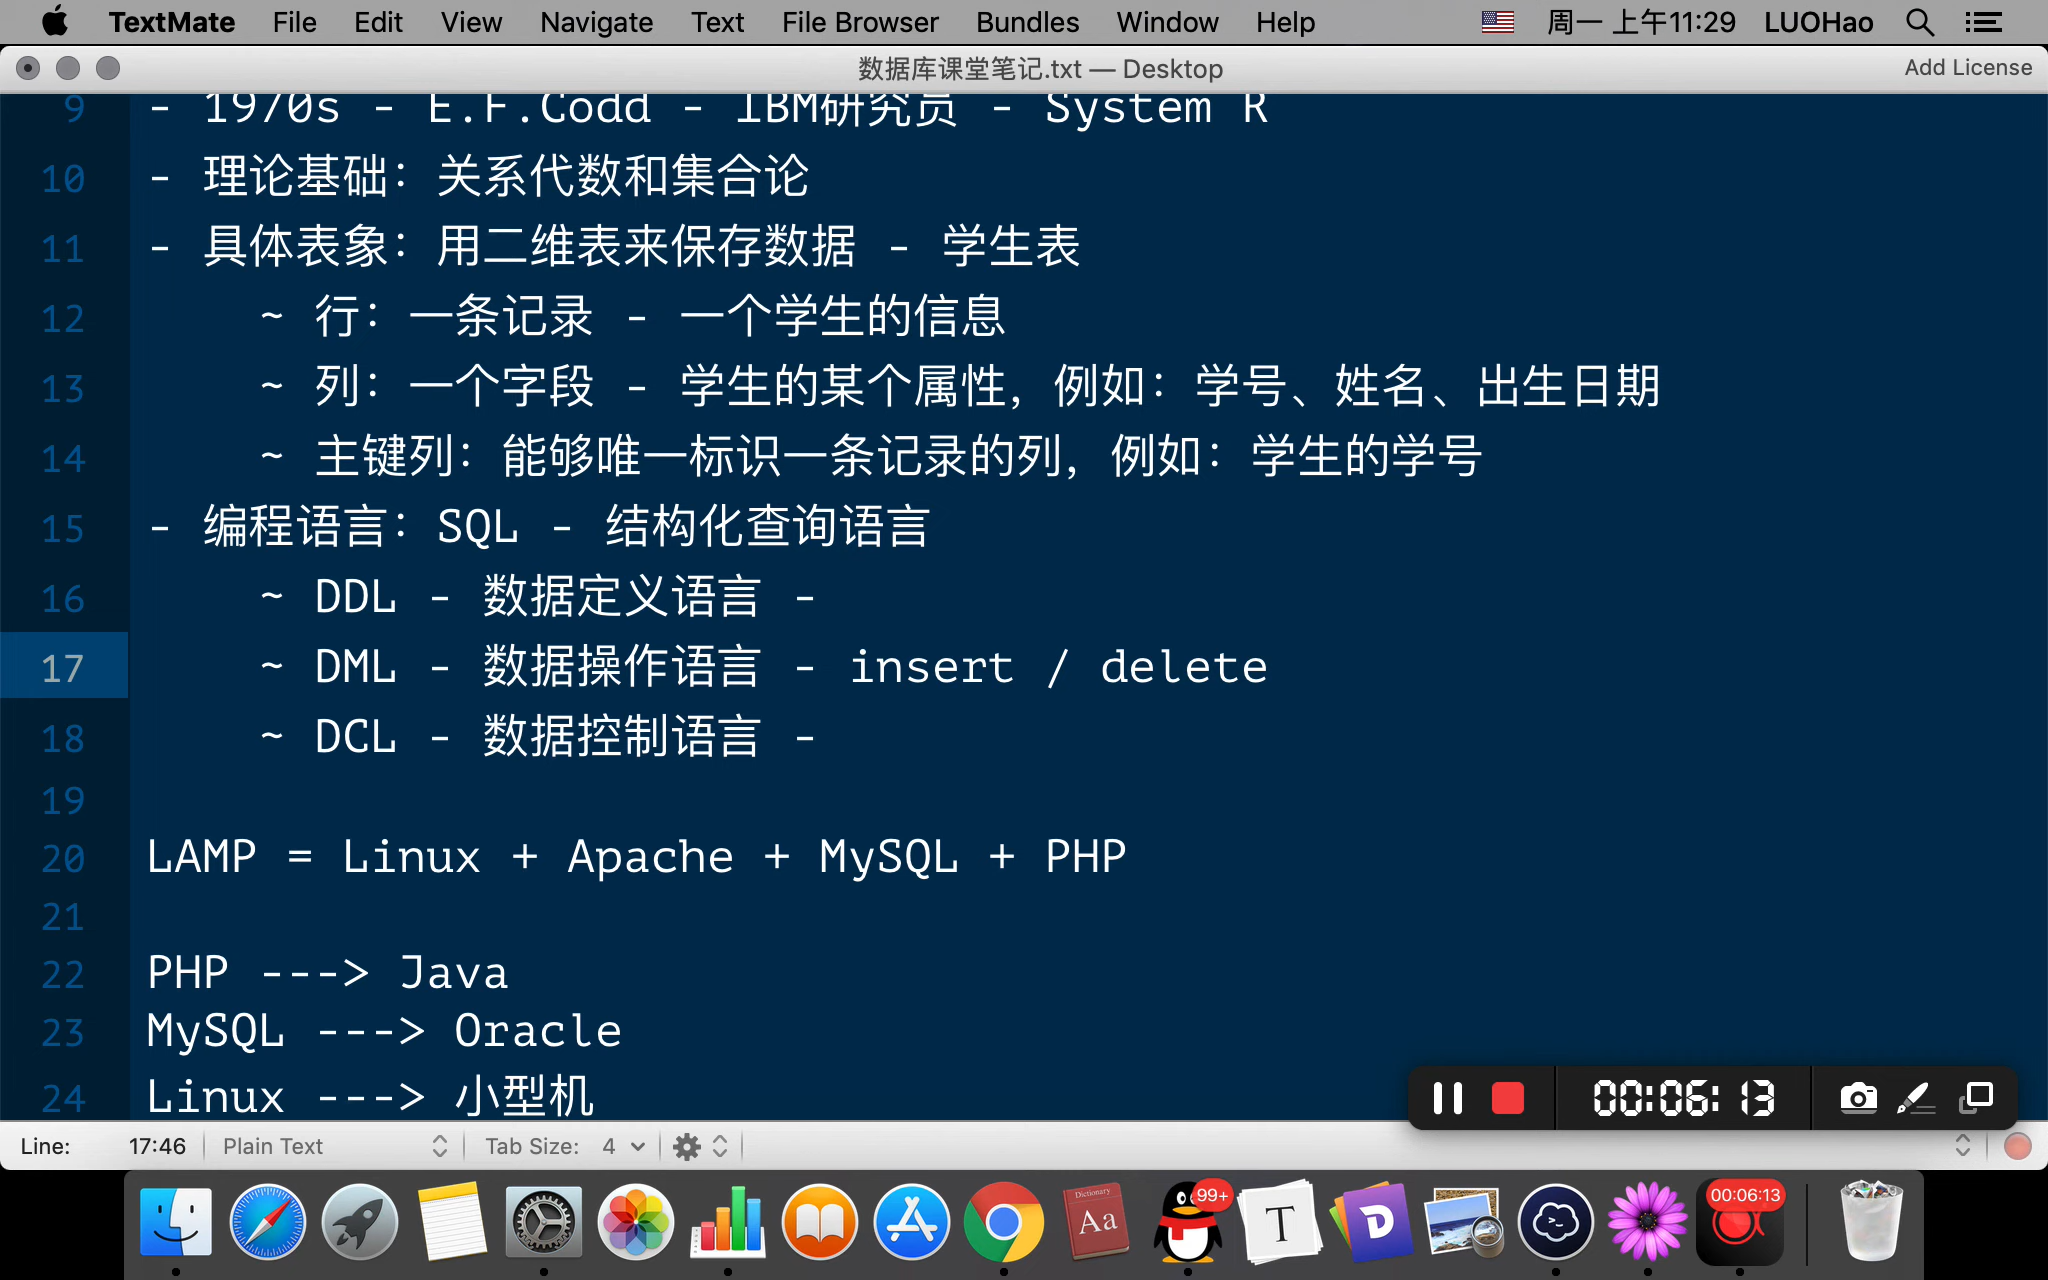 TextMate File Edit View Navigate Text File Browser Bundles Window Help 周一 上午11:29 LUOHao
数据库课堂笔记.txt — Desktop Add License
9 - 1970s - E.F.Codd - IBM研究员 - System R
10 - 理论基础：关系代数和集合论
11 - 具体表象：用二维表来保存数据 - 学生表
12 ~ 行：一条记录 - 一个学生的信息
13 ~ 列：一个字段 - 学生的某个属性，例如：学号、姓名、出生日期
14 ~ 主键列：能够唯一标识一条记录的列，例如：学生的学号
15 - 编程语言：SQL - 结构化查询语言
16 ~ DDL - 数据定义语言 -
17 ~ DML - 数据操作语言 - insert / delete
18 ~ DCL - 数据控制语言 -
19
20 LAMP = Linux + Apache + MySQL + PHP
21
22 PHP ---> Java
23 MySQL ---> Oracle
24 Linux ---> 小型机
00:06:13
Line: 17:46 Plain Text Tab Size: 4
Dictionary
Aa
99+
T
D
00:06:13